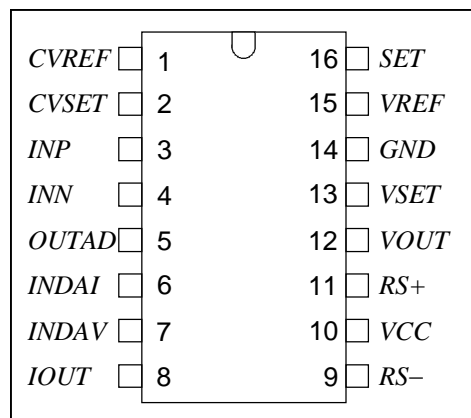 CVREF 1 16 SET
CVSET 2 15 VREF
INP 3 14 GND
INN 4 13 VSET
OUTAD 5 12 VOUT
INDAI 6 11 RS+
INDAV 7 10 VCC
IOUT 8 9 RS−